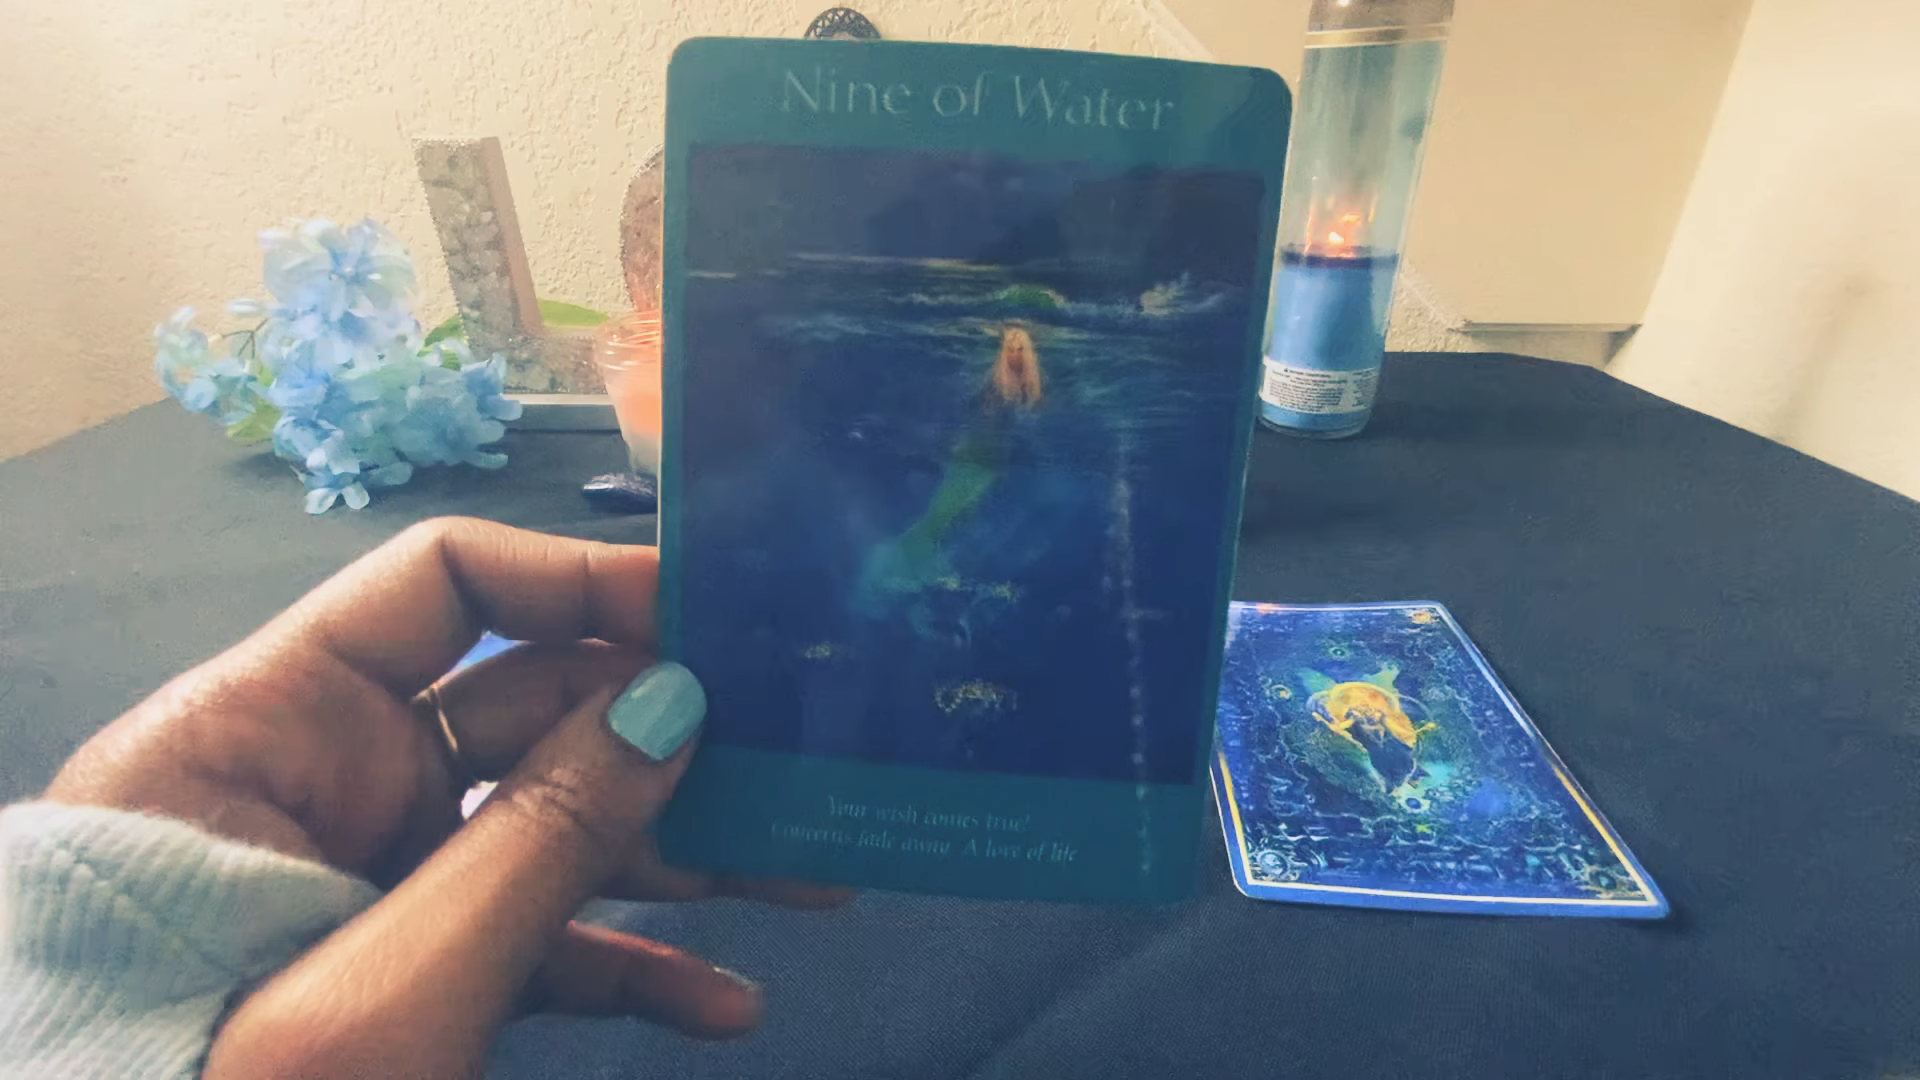 Nine of Water
Your wish comes true!
Concerns fade away. A love of life